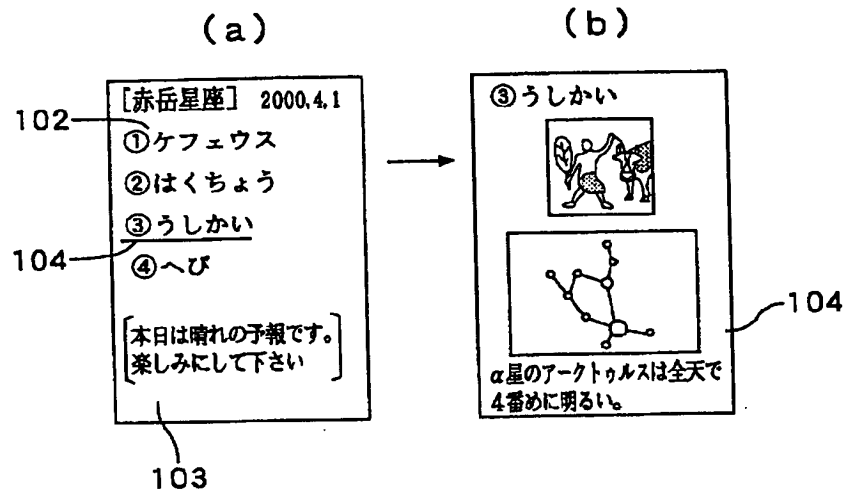 (a)
[赤岳星座] 2000.4.1
102
①ケフェウス
②はくちょう
③うしかい
104
④へび
[本日は晴れの予報です。
楽しみにして下さい]
103
(b)
③うしかい
104
α星のアークトゥルスは全天で
4番めに明るい。